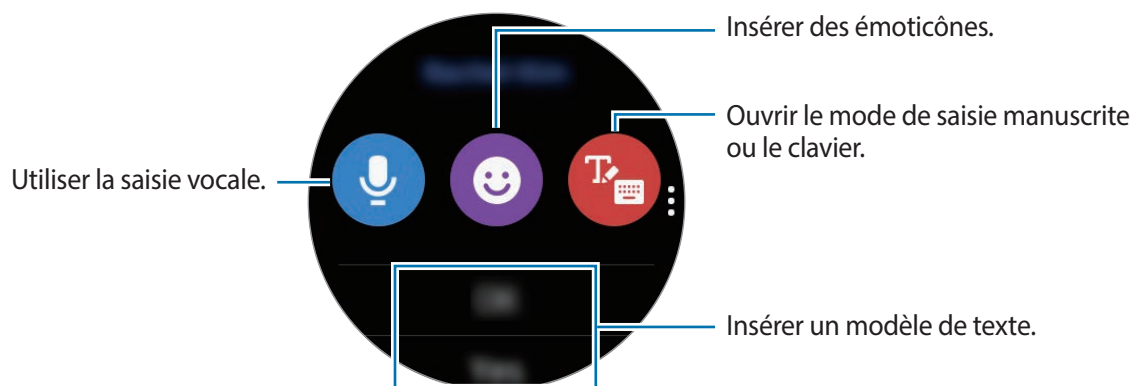 Insérer des émoticônes.
Ouvrir le mode de saisie manuscrite
ou le clavier.
Utiliser la saisie vocale.
Insérer un modèle de texte.